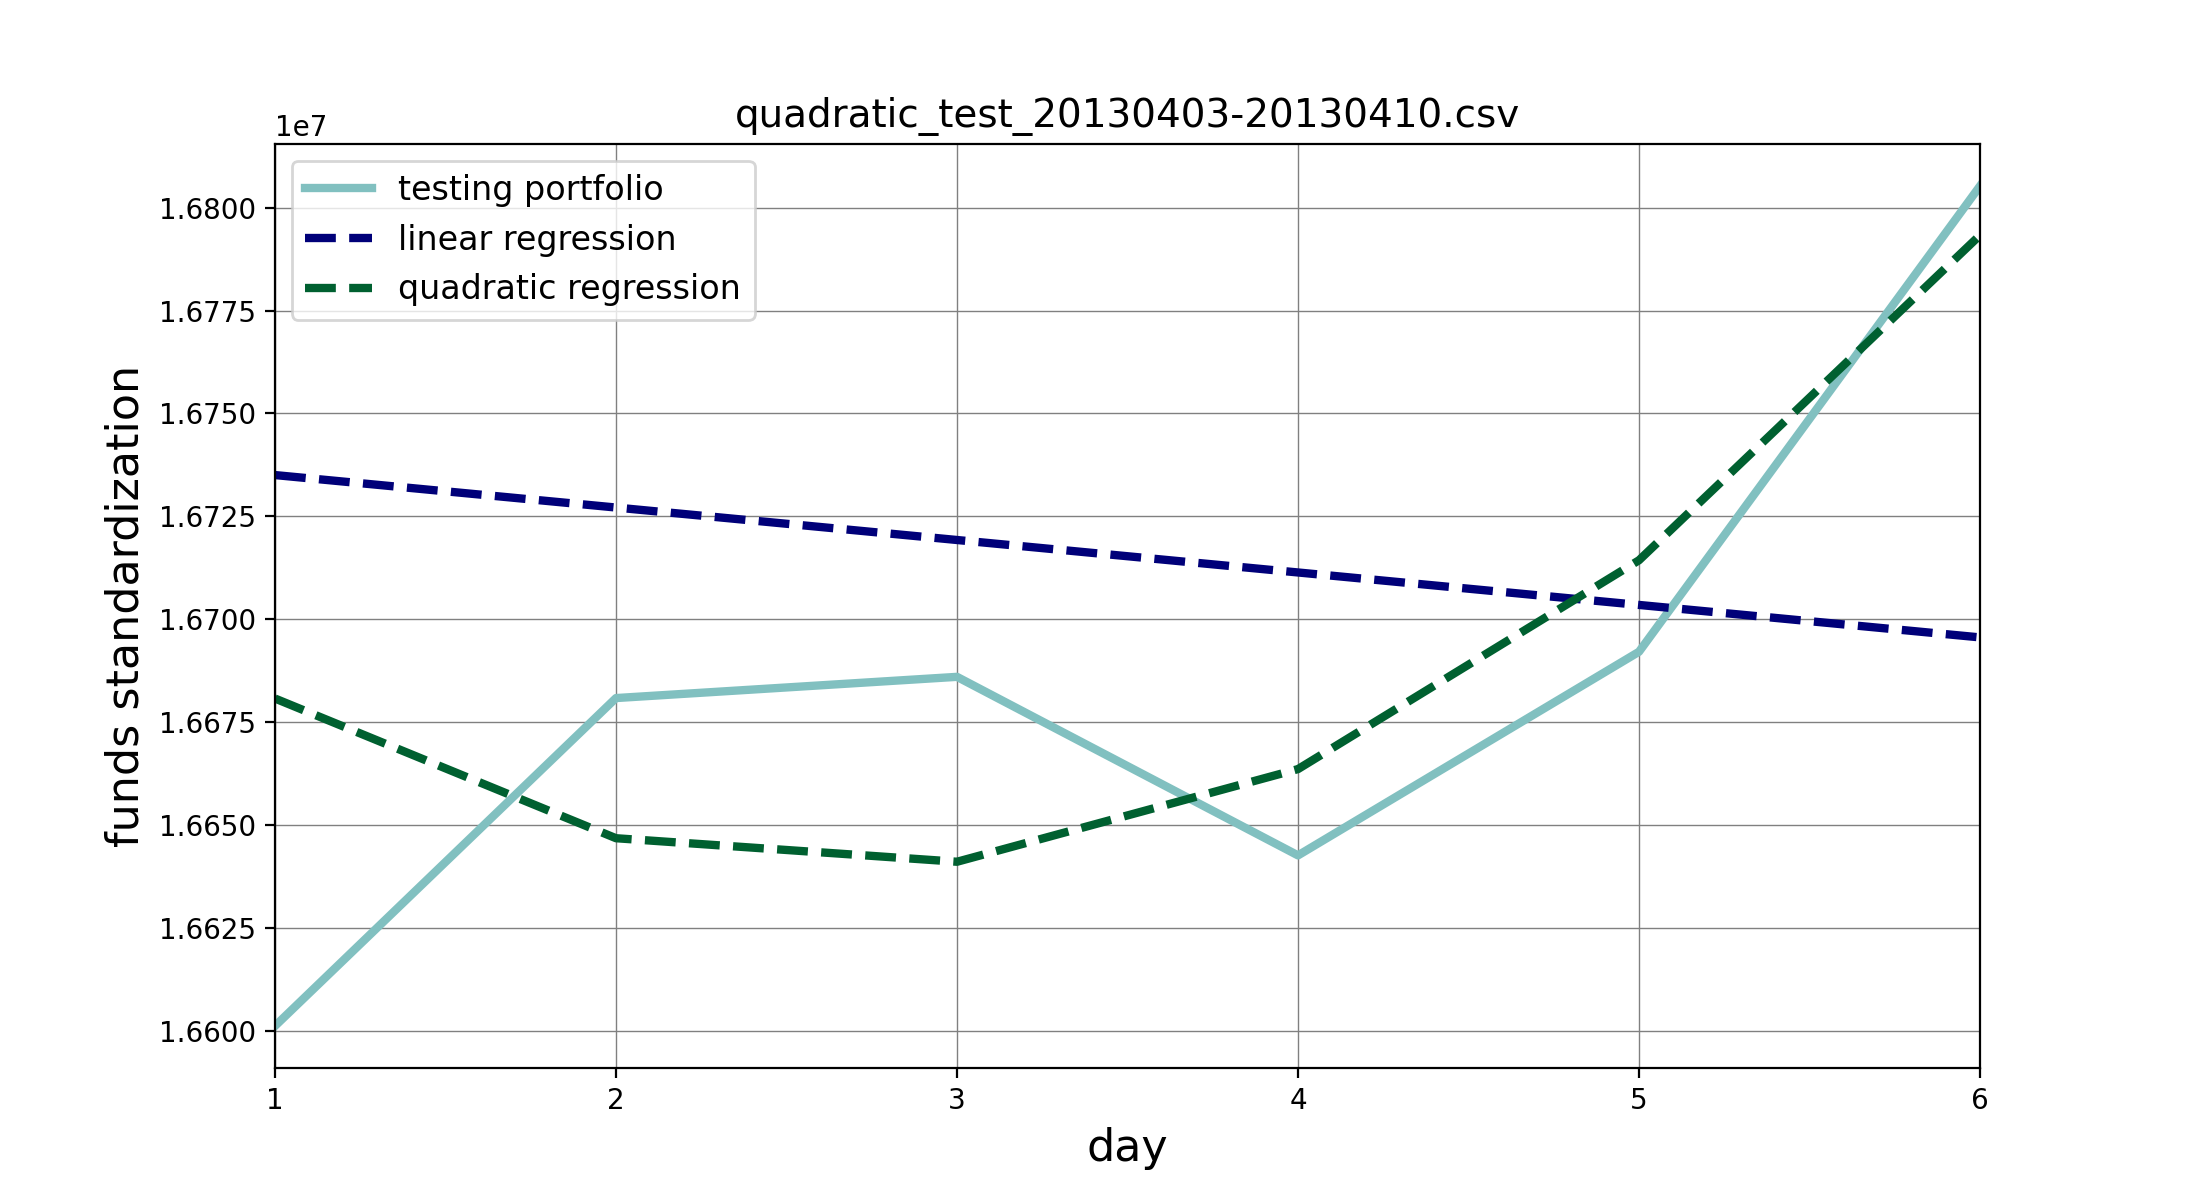 quadratic_test_20130403-20130410.csv
1e7
testing portfolio
linear regression
quadratic regression
1.6800
1.6775
1.6750
1.6725
1.6700
1.6675
1.6650
1.6625
1.6600
funds standardization
1 2 3 4 5 6
day